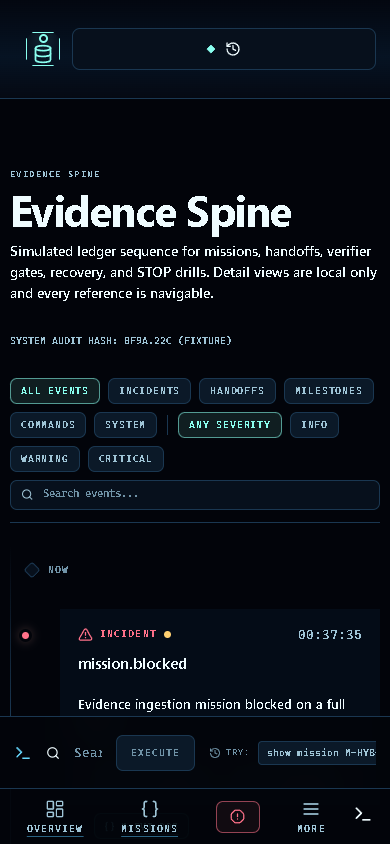 EVIDENCE SPINE
Evidence Spine
Simulated ledger sequence for missions, handoffs, verifier
gates, recovery, and STOP drills. Detail views are local only
and every reference is navigable.
SYSTEM AUDIT HASH: BF9A.22C (FIXTURE)
ALL EVENTS INCIDENTS HANDOFFS MILESTONES
COMMANDS SYSTEM ANY SEVERITY INFO
WARNING CRITICAL
Search events...
NOW
INCIDENT 00:37:35
mission.blocked
Evidence ingestion mission blocked on a full
Sear EXECUTE TRY: show mission M-HYB
OVERVIEW MISSIONS MORE